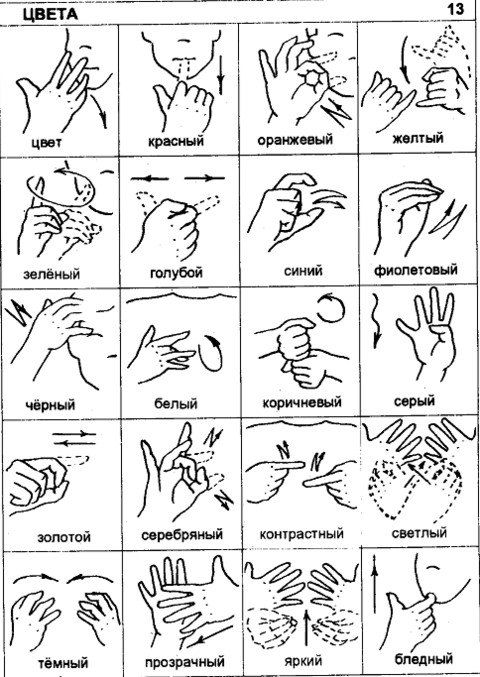 ЦВЕТА 13
цвет красный оранжевый желтый
зелёный голубой синий фиолетовый
чёрный белый коричневый серый
золотой серебряный контрастный светлый
тёмный прозрачный яркий бледный